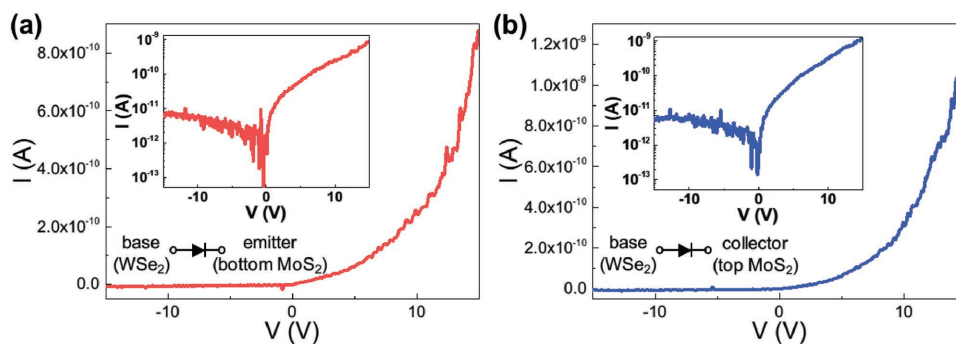 (a)
8.0x10⁻¹⁰
6.0x10⁻¹⁰
4.0x10⁻¹⁰
2.0x10⁻¹⁰
0.0
I (A)
-10 0 10
V (V)
10⁻⁹
10⁻¹⁰
10⁻¹¹
10⁻¹²
10⁻¹³
I (A)
-10 0 10
V (V)
base emitter
(WSe₂) (bottom MoS₂)
(b)
1.2x10⁻⁹
1.0x10⁻⁹
8.0x10⁻¹⁰
6.0x10⁻¹⁰
4.0x10⁻¹⁰
2.0x10⁻¹⁰
0.0
I (A)
-10 0 10
V (V)
10⁻⁹
10⁻¹⁰
10⁻¹¹
10⁻¹²
10⁻¹³
I (A)
-10 0 10
V (V)
base collector
(WSe₂) (top MoS₂)